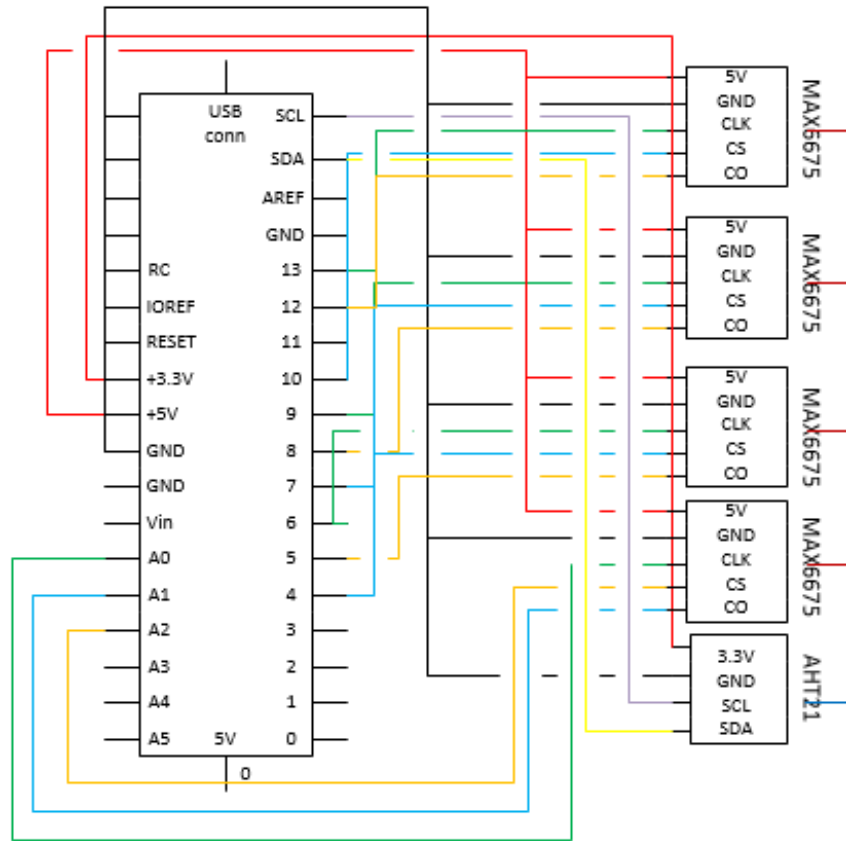 USB
conn
SCL
SDA
AREF
GND
13
12
11
10
9
8
7
6
5
4
3
2
1
0
RC
IOREF
RESET
+3.3V
+5V
GND
GND
Vin
A0
A1
A2
A3
A4
A5
5V
0
5V
GND
CLK
CS
CO
MAX6675
5V
GND
CLK
CS
CO
MAX6675
5V
GND
CLK
CS
CO
MAX6675
5V
GND
CLK
CS
CO
MAX6675
3.3V
GND
SCL
SDA
AHT21